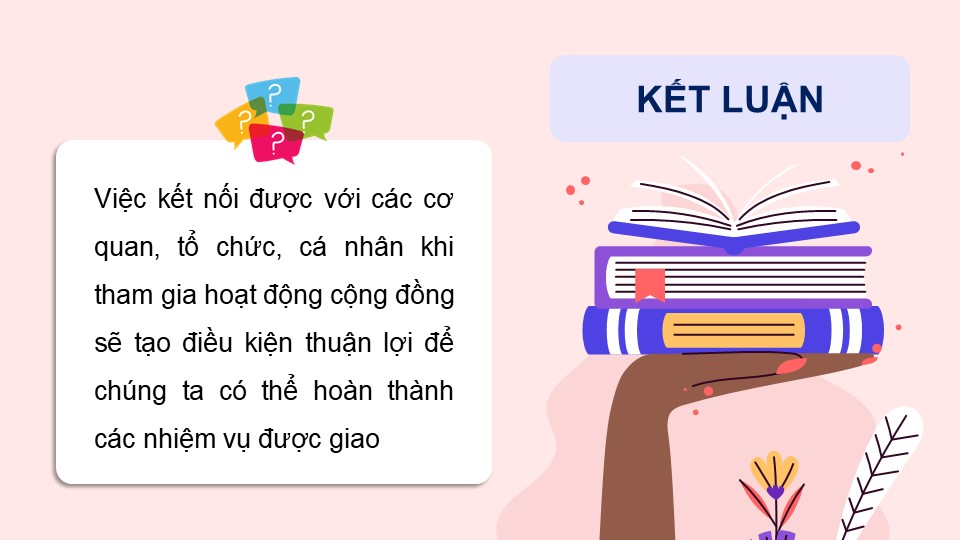 KẾT LUẬN
? ? ? ?
Việc kết nối được với các cơ
quan, tổ chức, cá nhân khi
tham gia hoạt động cộng đồng
sẽ tạo điều kiện thuận lợi để
chúng ta có thể hoàn thành
các nhiệm vụ được giao